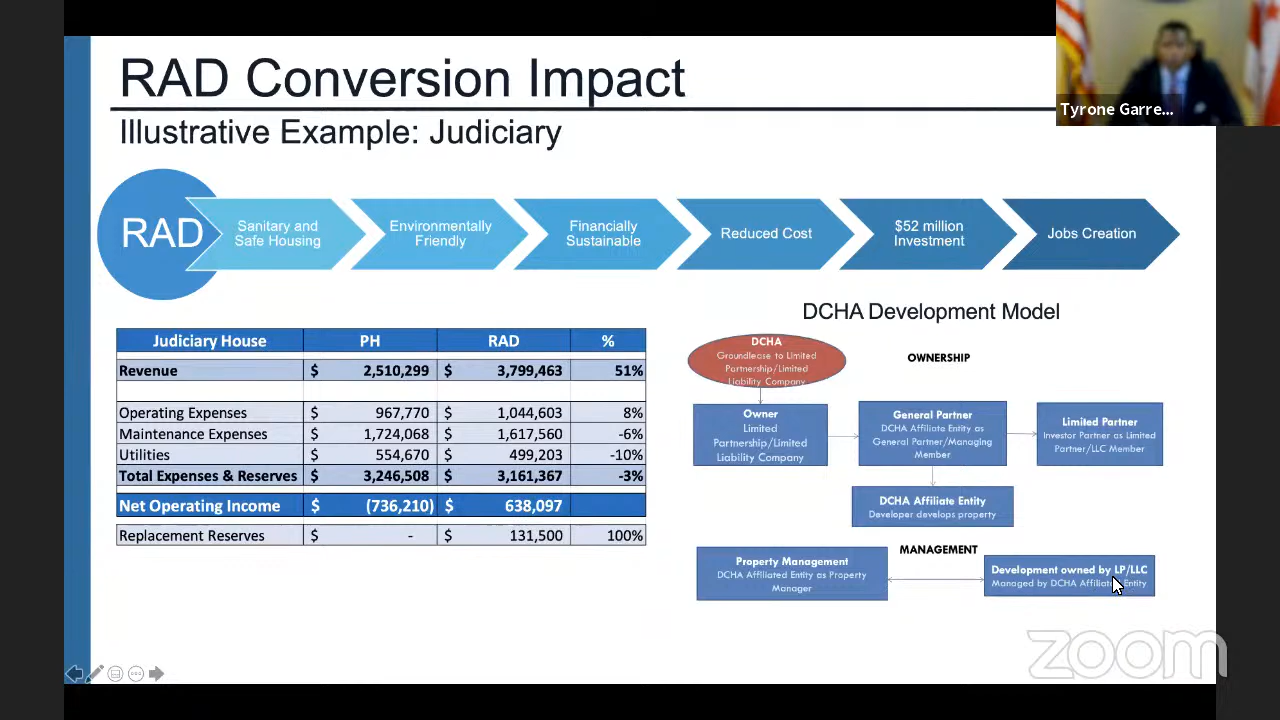 RAD Conversion Impact
Tyrone Garre...
Illustrative Example: Judiciary
RAD
Sanitary and
Safe Housing
Environmentally
Friendly
Financially
Sustainable
Reduced Cost
$52 million
Investment
Jobs Creation
Judiciary House PH RAD %
Revenue $ 2,510,299 $ 3,799,463 51%
Operating Expenses $ 967,770 $ 1,044,603 8%
Maintenance Expenses $ 1,724,068 $ 1,617,560 -6%
Utilities $ 554,670 $ 499,203 -10%
Total Expenses & Reserves $ 3,246,508 $ 3,161,367 -3%
Net Operating Income $ (736,210) $ 638,097
Replacement Reserves $ - $ 131,500 100%
DCHA Development Model
DCHA
Groundlease to Limited
Partnership/Limited
Liability Company
OWNERSHIP
Owner
Limited
Partnership/Limited
Liability Company
General Partner
DCHA Affiliate Entity as
General Partner/Managing
Member
Limited Partner
Investor Partner as Limited
Partner/LLC Member
DCHA Affiliate Entity
Developer develops property
MANAGEMENT
Property Management
DCHA Affiliated Entity as Property
Manager
Development owned by LP/LLC
Managed by DCHA Affiliate Entity
zoom